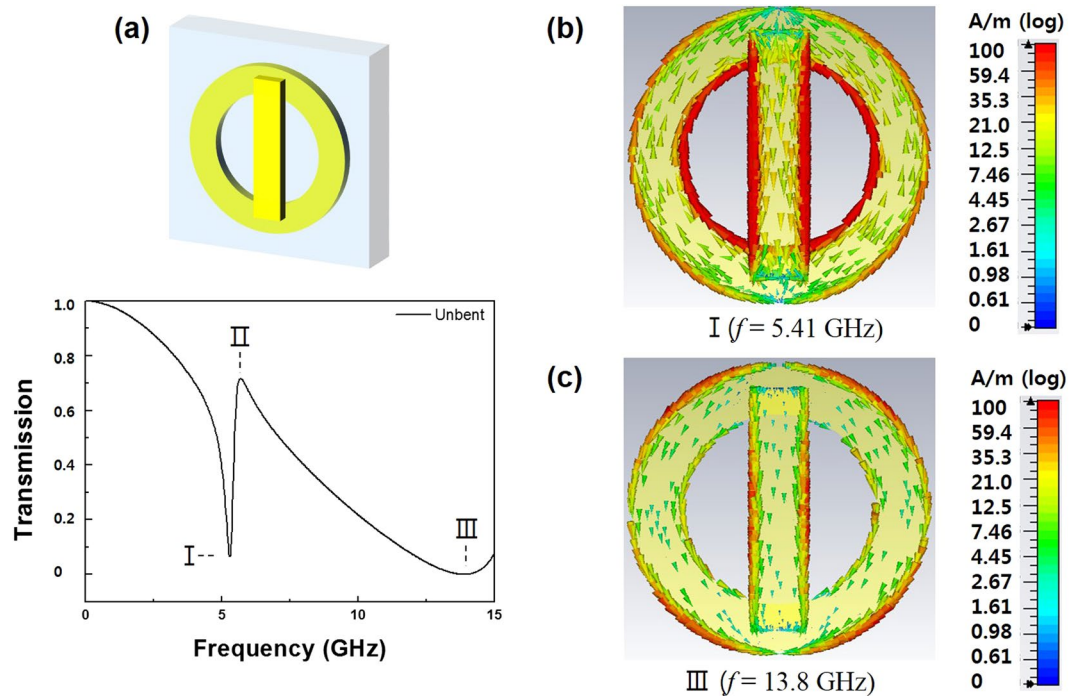 (a)
1.0
0.8
0.6
0.4
0.2
0
Transmission
Unbent
I
II
III
0
5
10
15
Frequency (GHz)
(b)
A/m (log)
100
59.4
35.3
21.0
12.5
7.46
4.45
2.67
1.61
0.98
0.61
0
I (f = 5.41 GHz)
(c)
A/m (log)
100
59.4
35.3
21.0
12.5
7.46
4.45
2.67
1.61
0.98
0.61
0
III (f = 13.8 GHz)